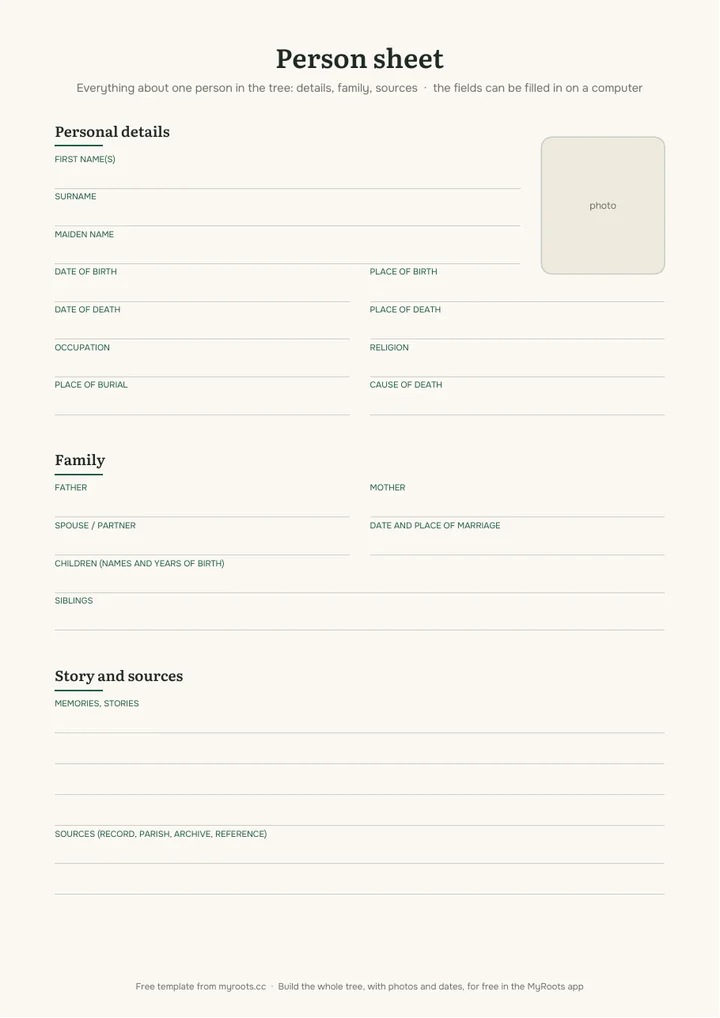 Person sheet
Everything about one person in the tree: details, family, sources · the fields can be filled in on a computer
Personal details
FIRST NAME(S)
photo
SURNAME
MAIDEN NAME
DATE OF BIRTH PLACE OF BIRTH
DATE OF DEATH PLACE OF DEATH
OCCUPATION RELIGION
PLACE OF BURIAL CAUSE OF DEATH
Family
FATHER MOTHER
SPOUSE / PARTNER DATE AND PLACE OF MARRIAGE
CHILDREN (NAMES AND YEARS OF BIRTH)
SIBLINGS
Story and sources
MEMORIES, STORIES
SOURCES (RECORD, PARISH, ARCHIVE, REFERENCE)
Free template from myroots.cc · Build the whole tree, with photos and dates, for free in the MyRoots app